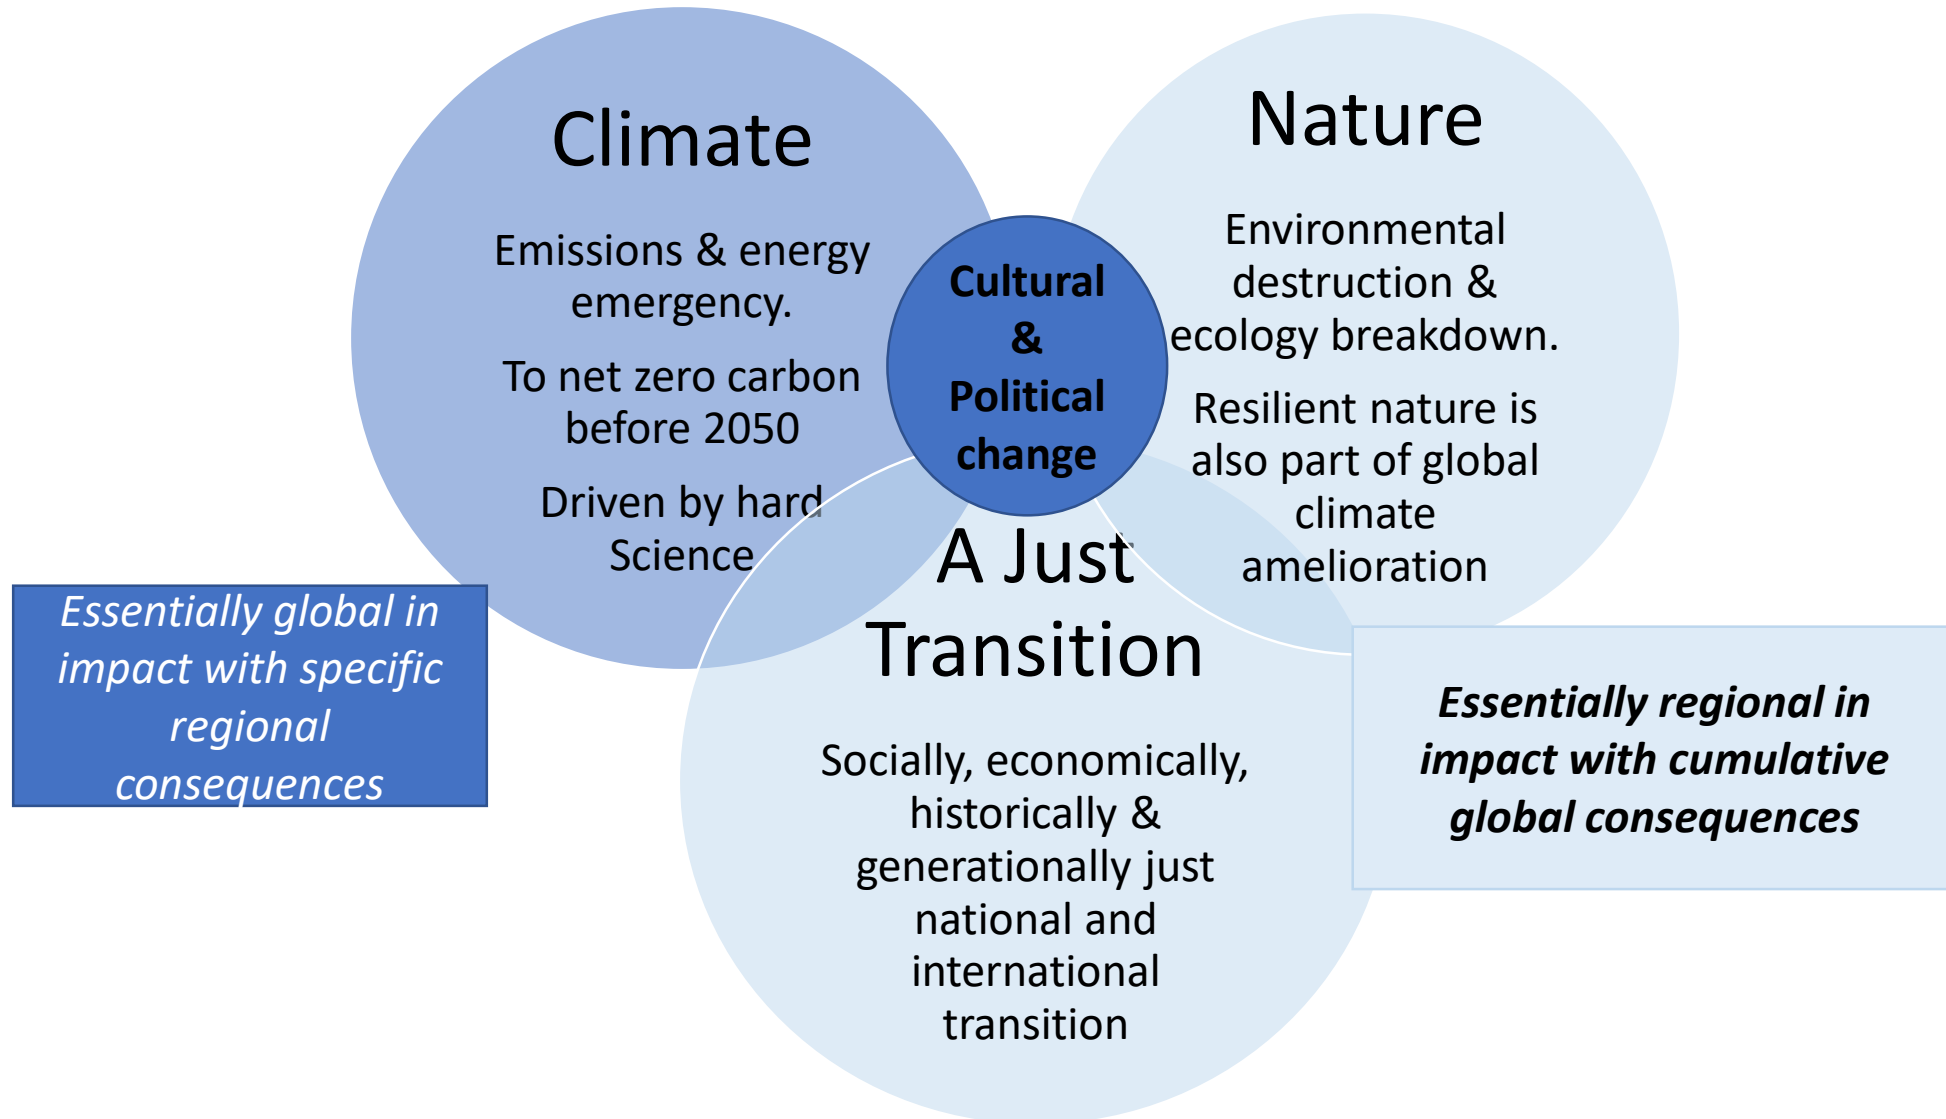 Climate
Emissions & energy
emergency.
To net zero carbon
before 2050
Driven by hard
Science
Nature
Environmental
destruction &
ecology breakdown.
Resilient nature is
also part of global
climate
amelioration
Cultural
&
Political
change
A Just
Transition
Socially, economically,
historically &
generationally just
national and
international
transition
Essentially global in
impact with specific
regional
consequences
Essentially regional in
impact with cumulative
global consequences